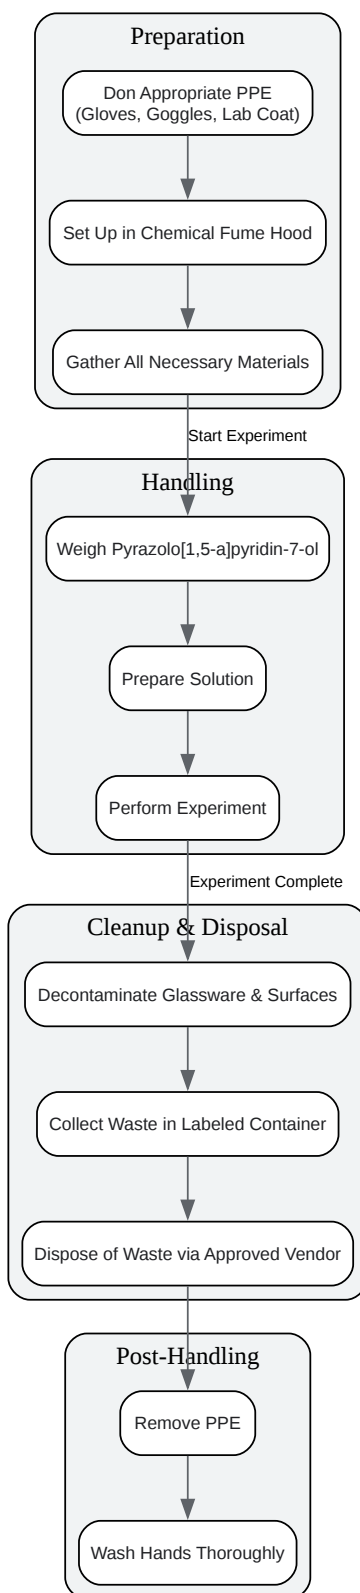 Preparation
Don Appropriate PPE
(Gloves, Goggles, Lab Coat)
Set Up in Chemical Fume Hood
Gather All Necessary Materials
Start Experiment
Handling
Weigh Pyrazolo[1,5-a]pyridin-7-ol
Prepare Solution
Perform Experiment
Experiment Complete
Cleanup & Disposal
Decontaminate Glassware & Surfaces
Collect Waste in Labeled Container
Dispose of Waste via Approved Vendor
Post-Handling
Remove PPE
Wash Hands Thoroughly